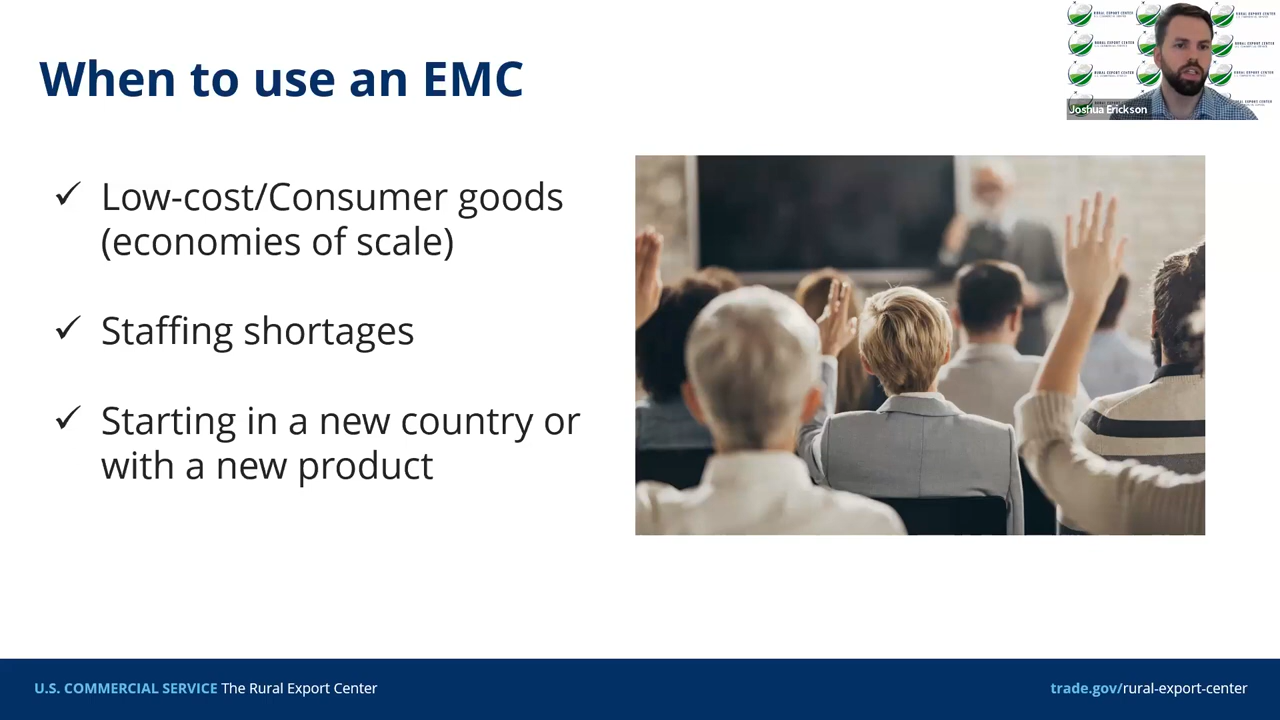 When to use an EMC
Joshua Erickson
✓ Low-cost/Consumer goods
(economies of scale)
✓ Staffing shortages
✓ Starting in a new country or
with a new product
U.S. COMMERCIAL SERVICE The Rural Export Center
trade.gov/rural-export-center